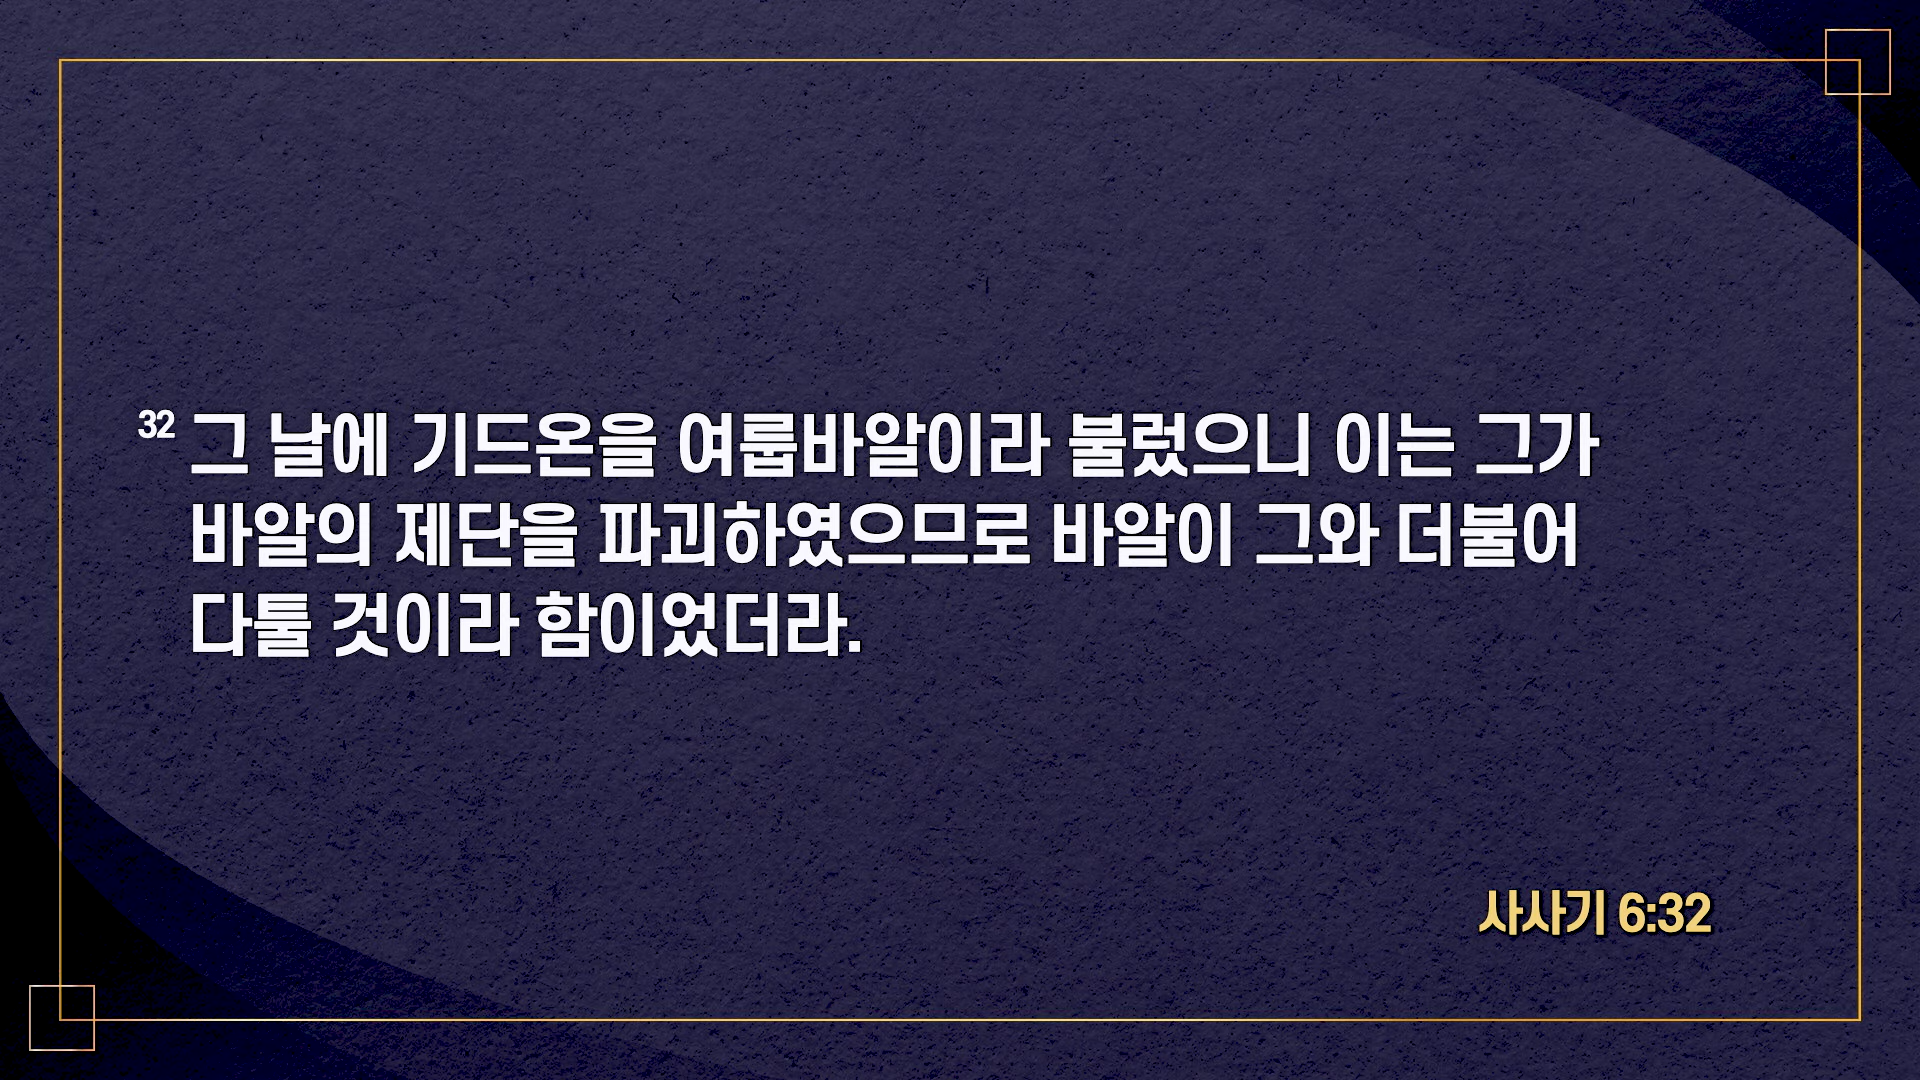 32 그 날에 기드온을 여룹바알이라 불렀으니 이는 그가
바알의 제단을 파괴하였으므로 바알이 그와 더불어
다툴 것이라 함이었더라.
사사기 6:32